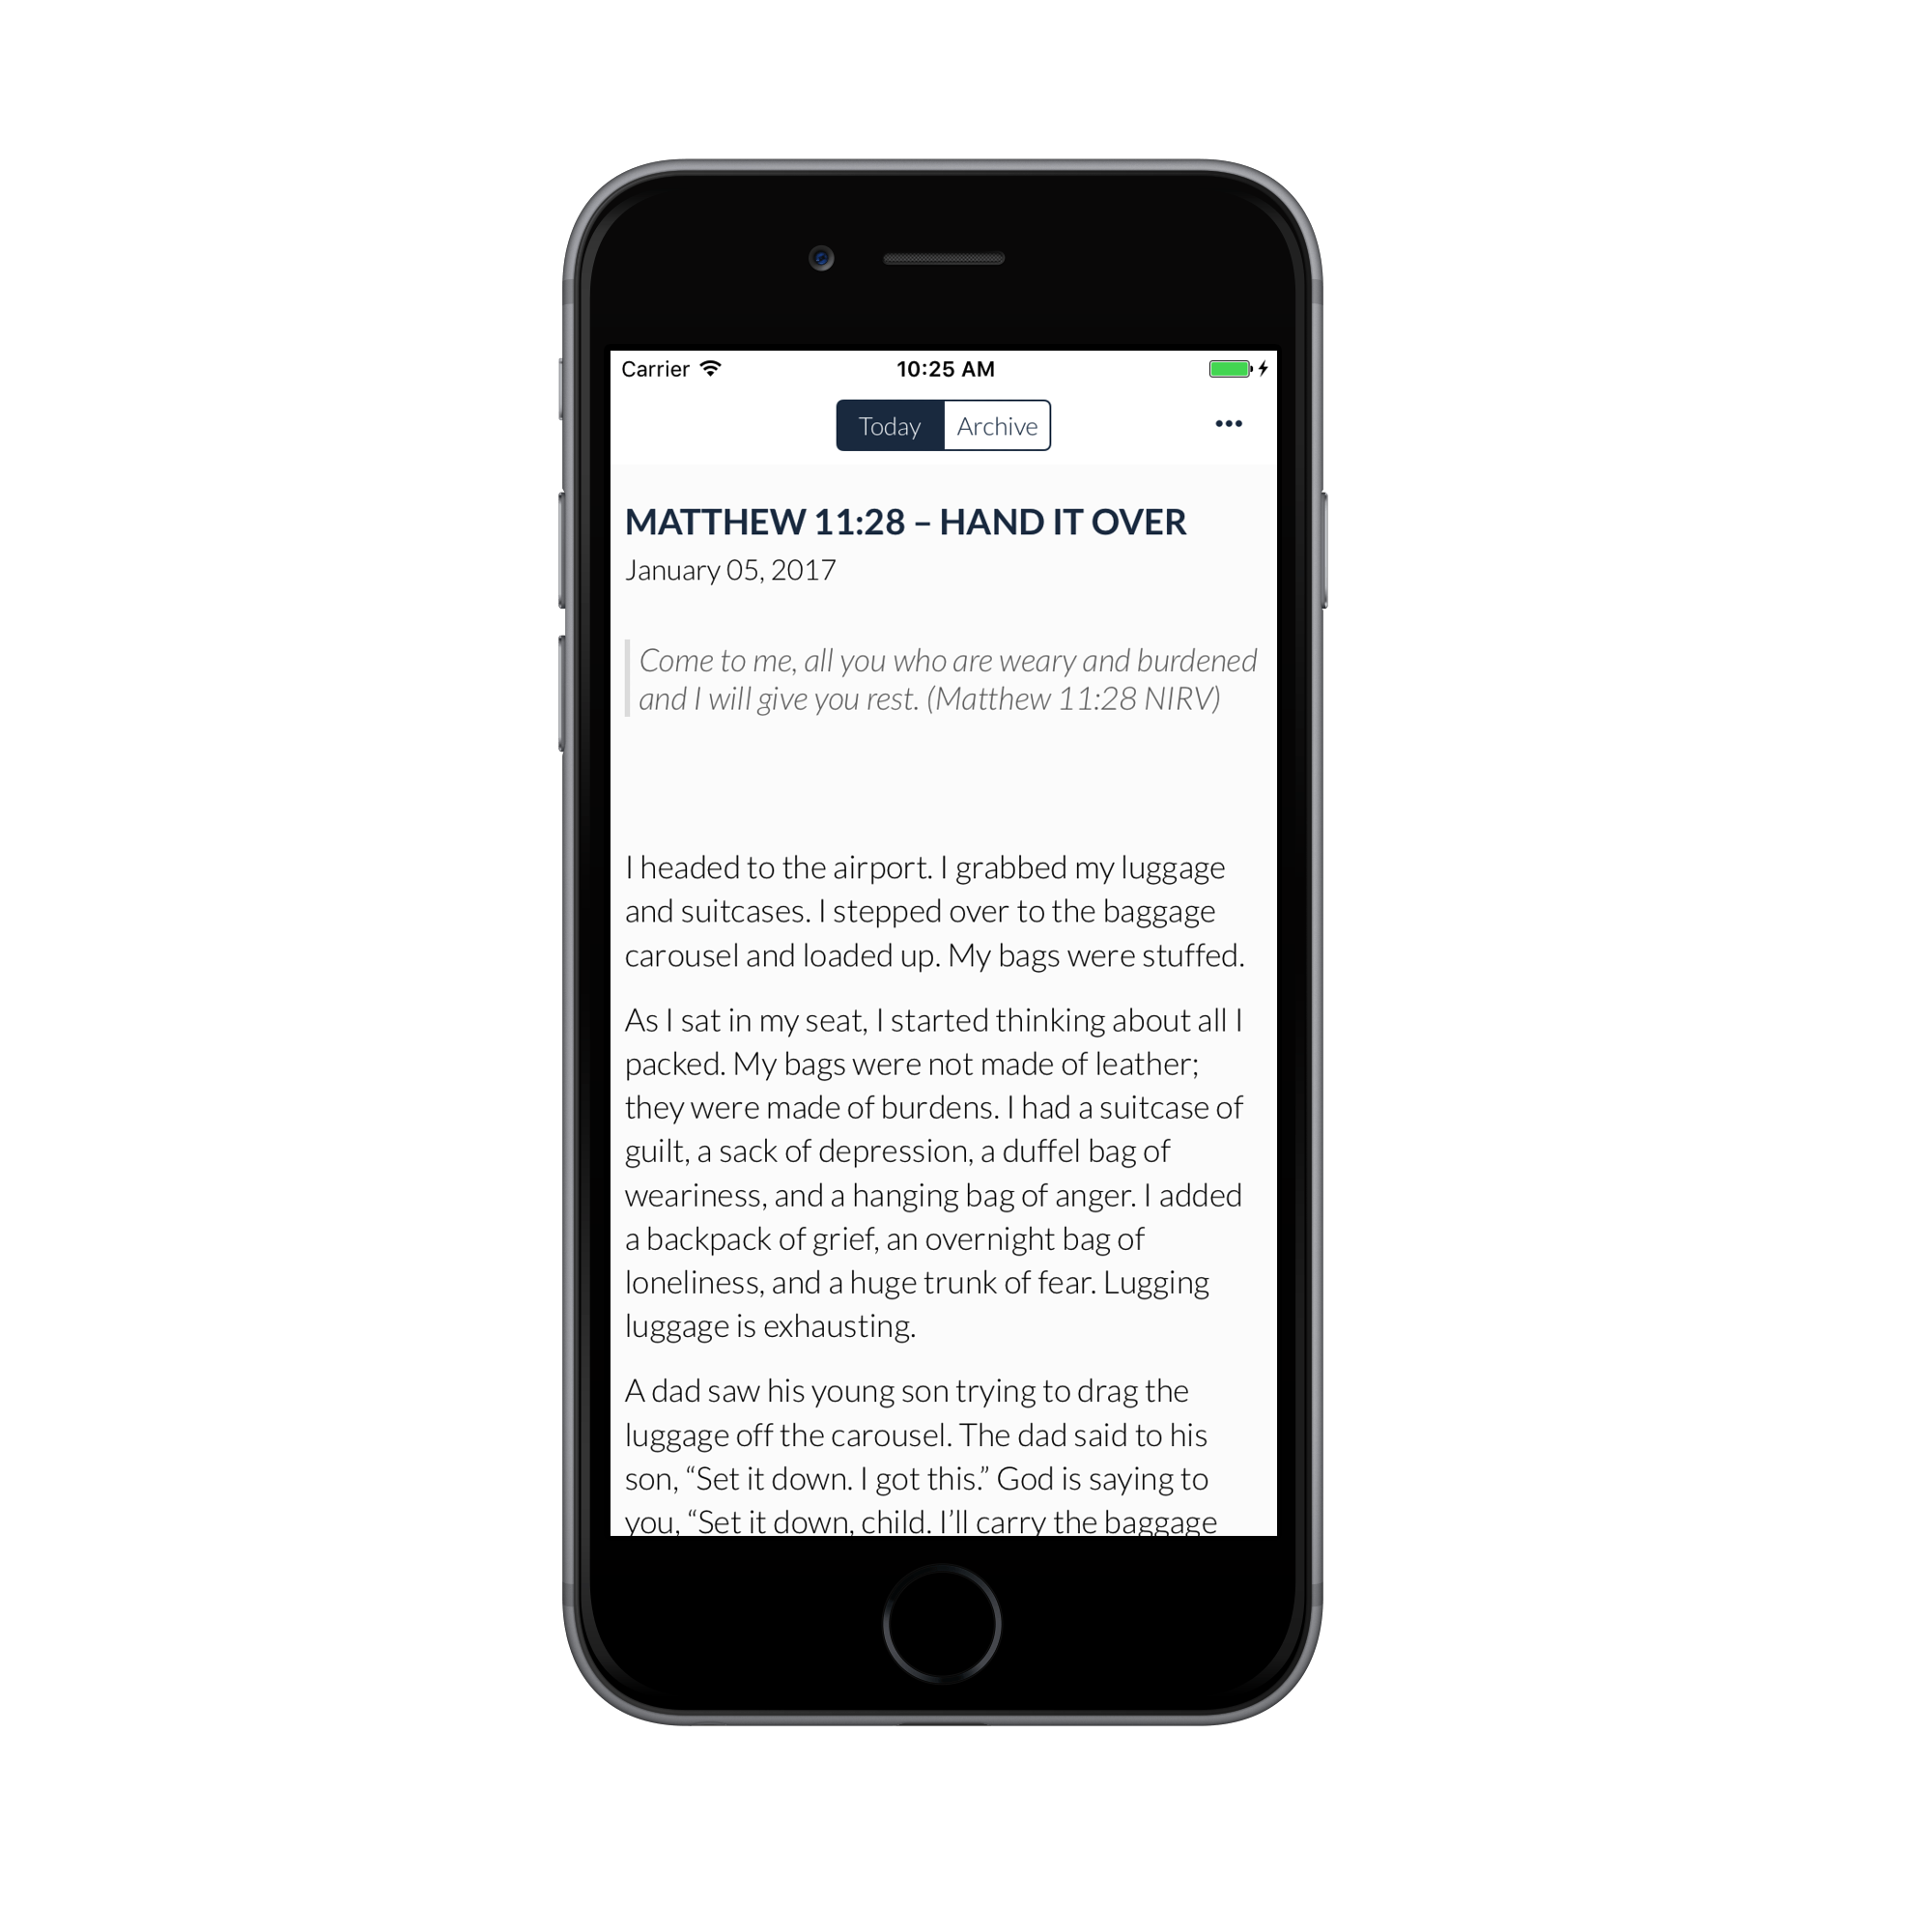 Carrier 10:25 AM
Today Archive •••
MATTHEW 11:28 – HAND IT OVER
January 05, 2017
Come to me, all you who are weary and burdened
and I will give you rest. (Matthew 11:28 NIRV)
I headed to the airport. I grabbed my luggage
and suitcases. I stepped over to the baggage
carousel and loaded up. My bags were stuffed.
As I sat in my seat, I started thinking about all I
packed. My bags were not made of leather;
they were made of burdens. I had a suitcase of
guilt, a sack of depression, a duffel bag of
weariness, and a hanging bag of anger. I added
a backpack of grief, an overnight bag of
loneliness, and a huge trunk of fear. Lugging
luggage is exhausting.
A dad saw his young son trying to drag the
luggage off the carousel. The dad said to his
son, “Set it down. I got this.” God is saying to
you, “Set it down, child. I’ll carry the baggage